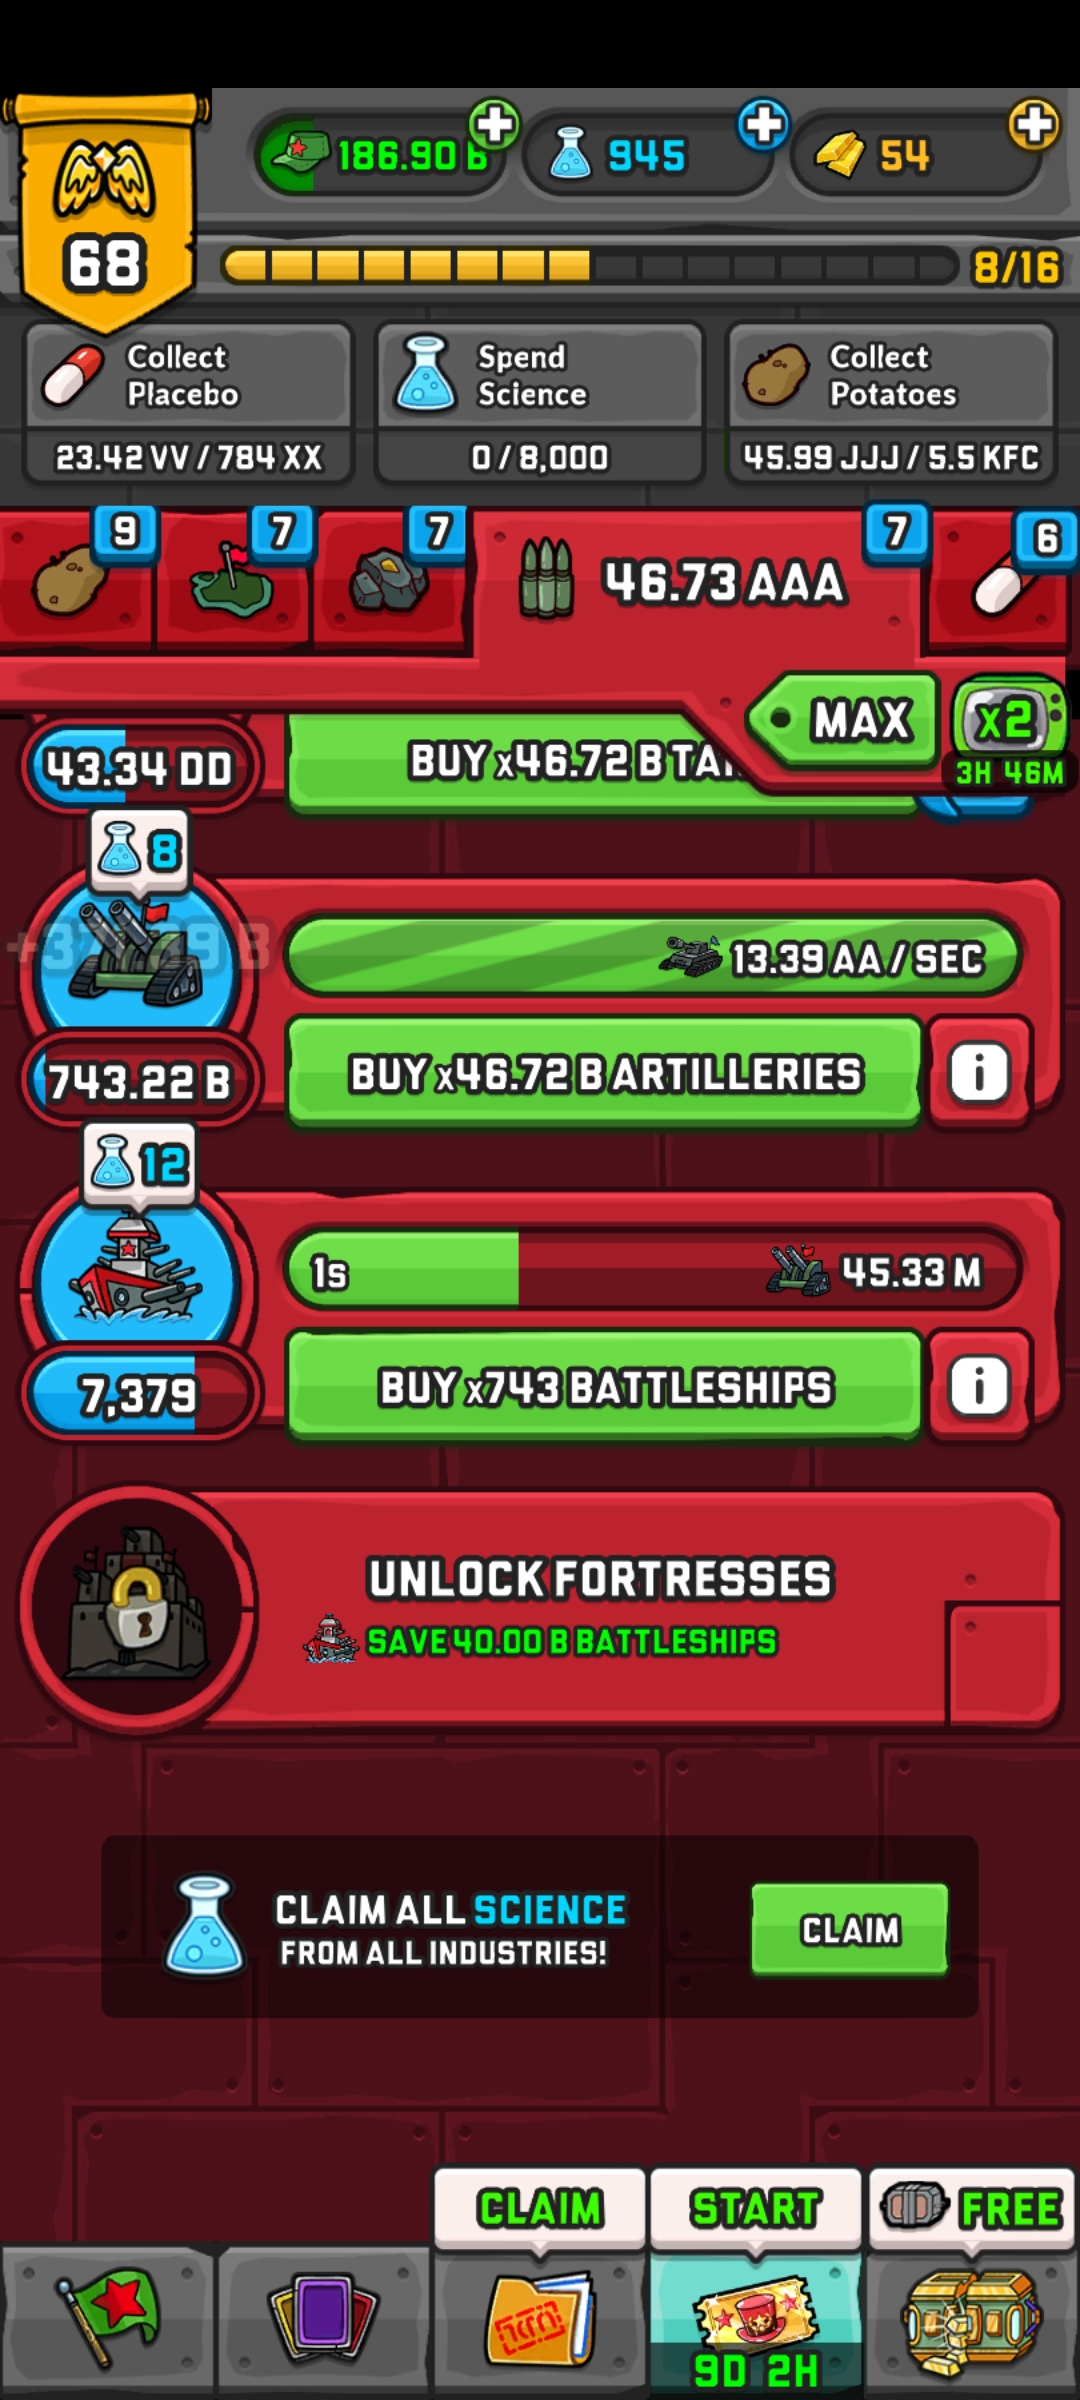 186.90 B
945
54
68
8/16
Collect
Placebo
23.42 VV / 784 XX
Spend
Science
0 / 8,000
Collect
Potatoes
45.99 JJJ / 5.5 KFC
9
7
7
46.73 AAA
7
6
MAX
x2
3H 46M
43.34 DD
BUY x46.72 B
8
13.39 AA / SEC
743.22 B
BUY x46.72 B ARTILLERIES
i
12
1s
45.33 M
7,379
BUY x743 BATTLESHIPS
i
UNLOCK FORTRESSES
SAVE 40.00 B BATTLESHIPS
CLAIM ALL SCIENCE
FROM ALL INDUSTRIES!
CLAIM
CLAIM
START
FREE
9D 2H